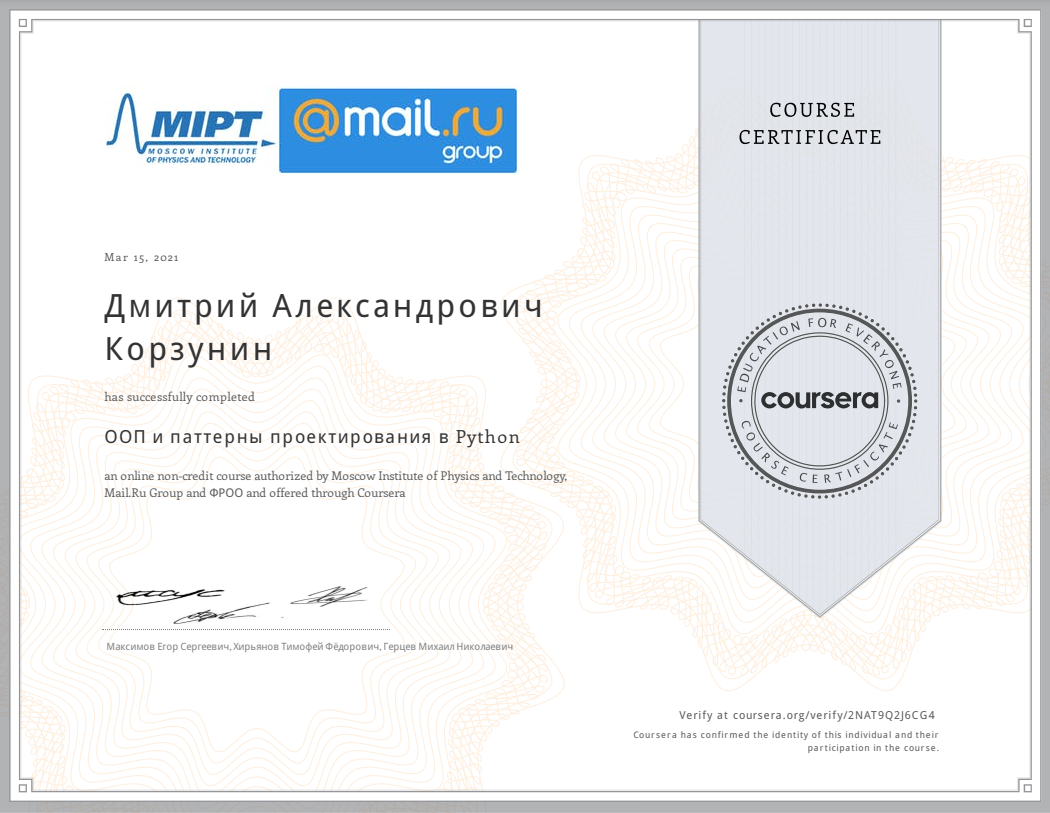 MIPT
MOSCOW INSTITUTE
OF PHYSICS AND TECHNOLOGY
@mail.ru
group
COURSE
CERTIFICATE
Mar 15, 2021
Дмитрий Александрович
Корзунин
has successfully completed
ООП и паттерны проектирования в Python
an online non-credit course authorized by Moscow Institute of Physics and Technology,
Mail.Ru Group and ФРОО and offered through Coursera
EDUCATION FOR EVERYONE
coursera
COURSE CERTIFICATE
Максимов Егор Сергеевич, Хирьянов Тимофей Фёдорович, Герцев Михаил Николаевич
Verify at coursera.org/verify/2NAT9Q2J6CG4
Coursera has confirmed the identity of this individual and their
participation in the course.